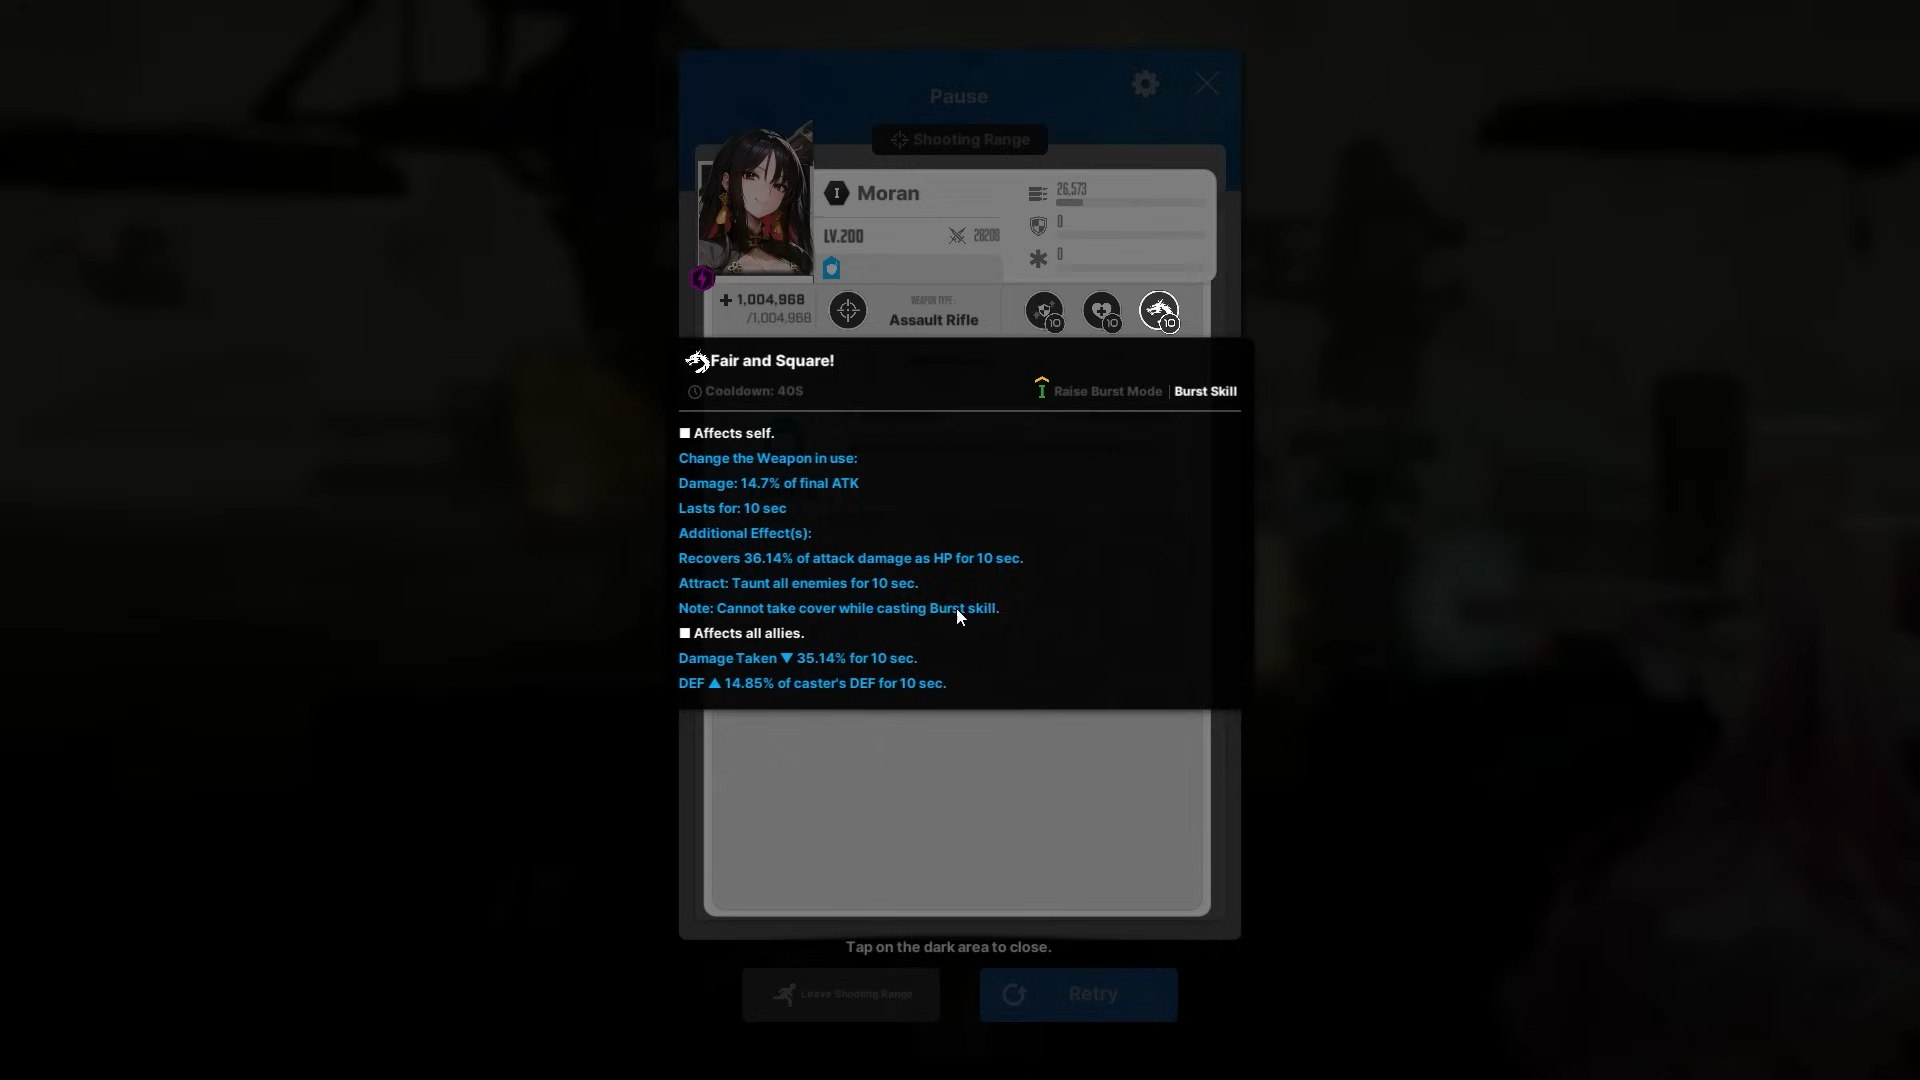 Pause
Shooting Range
I Moran
26,573
LV.200
28208
0
0
1,004,968
/1,004,968
WEAPON TYPE :
Assault Rifle
10
10
10
Fair and Square!
Cooldown: 40S
I Raise Burst Mode | Burst Skill
■ Affects self.
Change the Weapon in use:
Damage: 14.7% of final ATK
Lasts for: 10 sec
Additional Effect(s):
Recovers 36.14% of attack damage as HP for 10 sec.
Attract: Taunt all enemies for 10 sec.
Note: Cannot take cover while casting Burst skill.
■ Affects all allies.
Damage Taken ▼ 35.14% for 10 sec.
DEF ▲ 14.85% of caster's DEF for 10 sec.
Tap on the dark area to close.
Leave Shooting Range
Retry